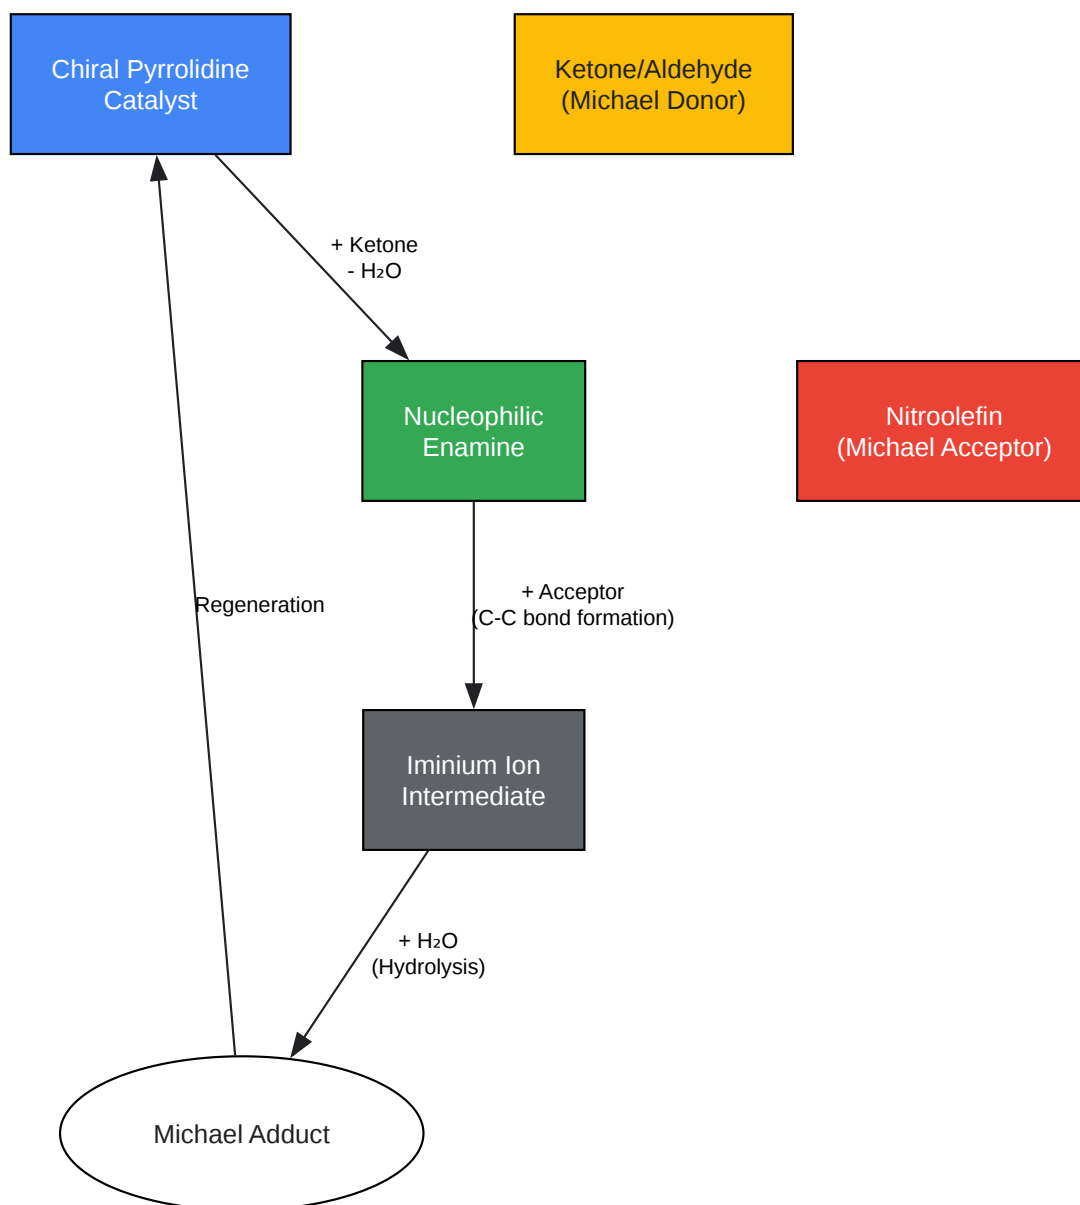 Chiral Pyrrolidine
Catalyst
Ketone/Aldehyde
(Michael Donor)
+ Ketone
- H₂O
Nucleophilic
Enamine
Nitroolefin
(Michael Acceptor)
+ Acceptor
(C-C bond formation)
Regeneration
Iminium Ion
Intermediate
+ H₂O
(Hydrolysis)
Michael Adduct